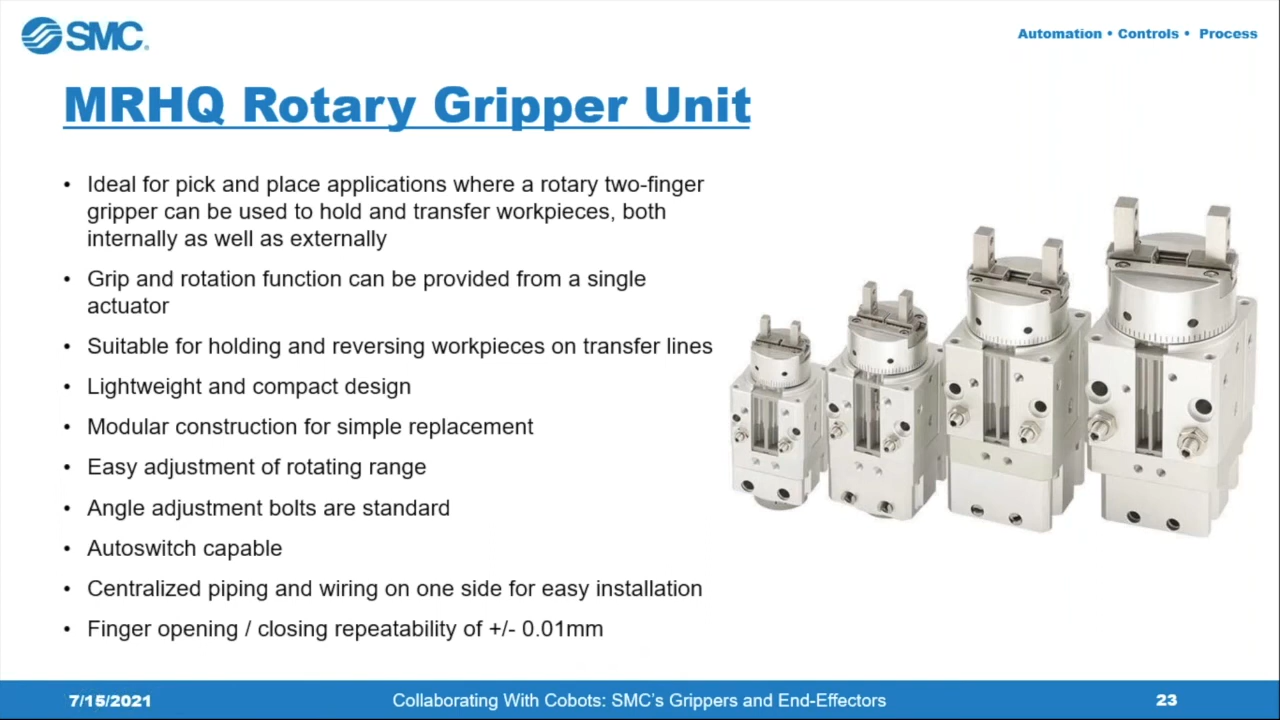 SMC®
Automation • Controls • Process
MRHQ Rotary Gripper Unit
• Ideal for pick and place applications where a rotary two-finger
gripper can be used to hold and transfer workpieces, both
internally as well as externally
• Grip and rotation function can be provided from a single
actuator
• Suitable for holding and reversing workpieces on transfer lines
• Lightweight and compact design
• Modular construction for simple replacement
• Easy adjustment of rotating range
• Angle adjustment bolts are standard
• Autoswitch capable
• Centralized piping and wiring on one side for easy installation
• Finger opening / closing repeatability of +/- 0.01mm
7/15/2021
Collaborating With Cobots: SMC's Grippers and End-Effectors
23